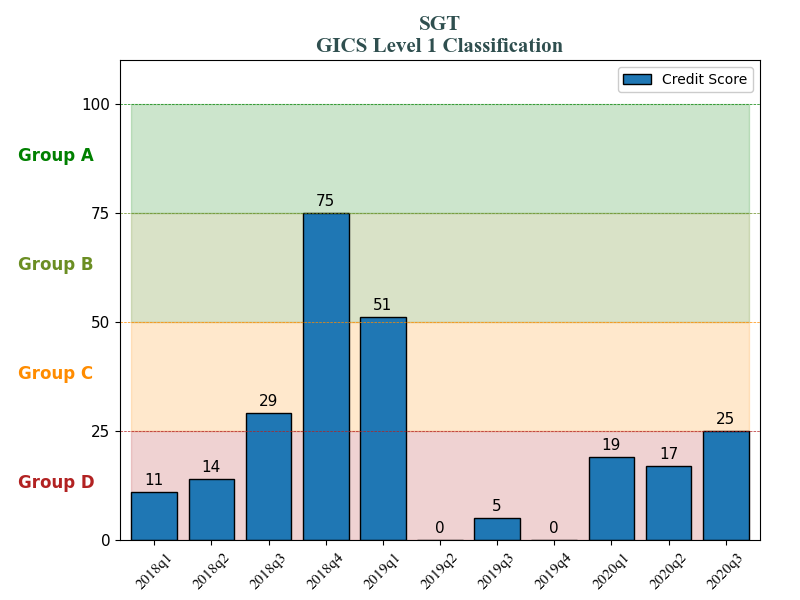 SGT
GICS Level 1 Classification
Credit Score
100
Group A
75
75
Group B
51
50
Group C
29
25
25
19
17
14
11
Group D
5
0
0
0
2018q1
2018q2
2018q3
2018q4
2019q1
2019q2
2019q3
2019q4
2020q1
2020q2
2020q3